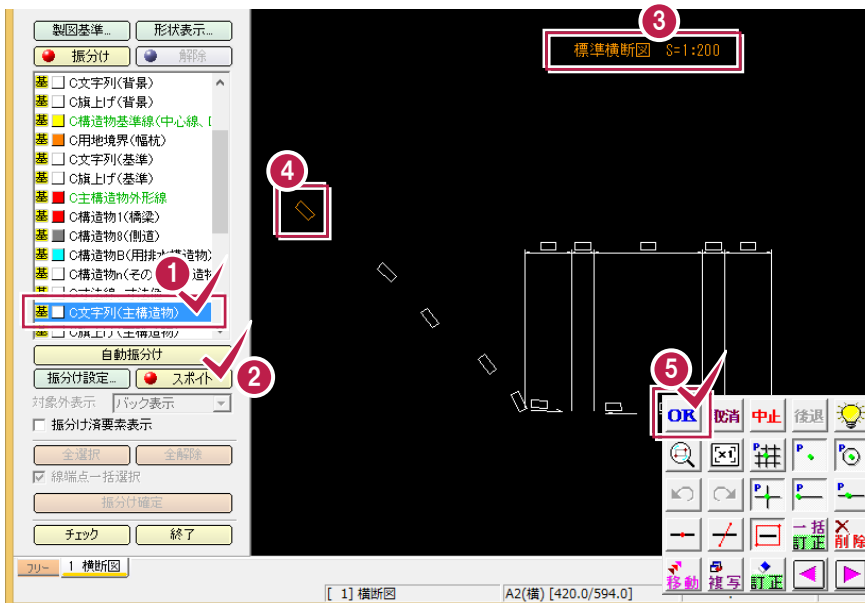 製図基準... 形状表示...
振分け 解除
基 C文字列(背景)
基 C旗上げ(背景)
基 C構造物基準線(中心線、
基 C用地境界(幅杭)
基 C文字列(基準)
基 C旗上げ(基準)
基 C主構造物外形線
基 C構造物1(橋梁)
基 C構造物8(側道)
基 C構造物B(用排水構造物)
基 C構造物n(その
1
基 C文字列(主構造物)
基 C旗上げ(主構造物)
自動振分け
振分け設定... スポイト
2
対象外表示 バック表示
振分け済要素表示
全選択 全解除
線端点一括選択
振分け確定
チェック 終了
フリー 1 横断図
[ 1] 横断図 A2(横) [420.0/594.0]
3
標準横断図 S=1:200
4
5
OK 取消 中止 後退
[×1] P P P
P P P
一括訂正 削除
移動 複写 訂正